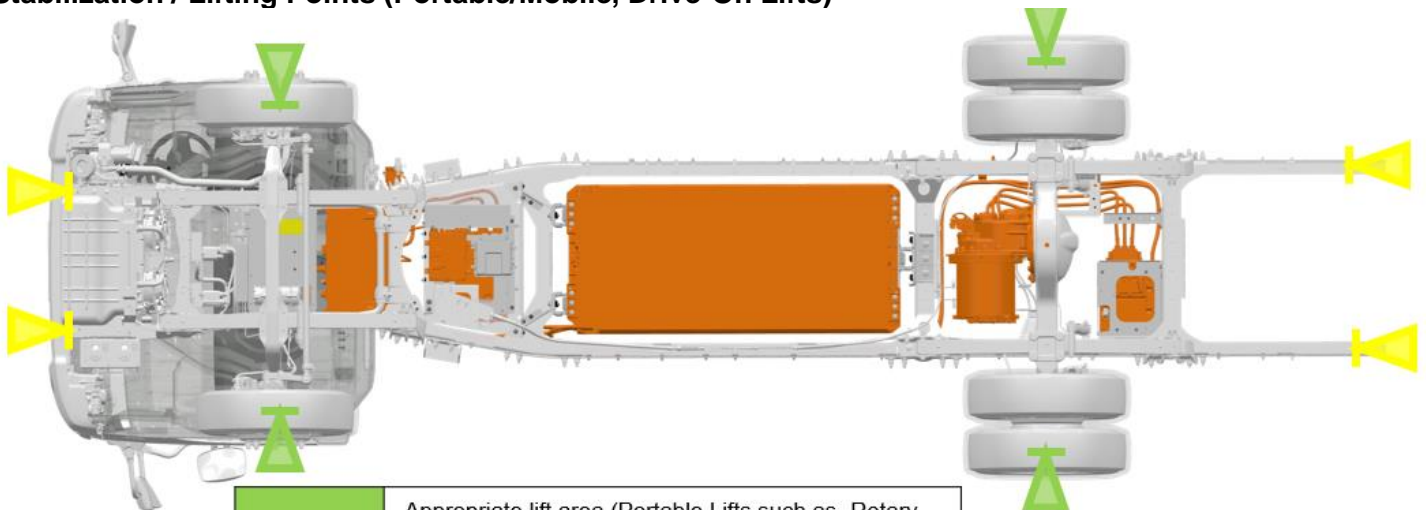 Stabilization / Lifting Points (Portable/Mobile, Drive-On Lifts)
Appropriate lift area (Portable Lifts such as, Rotary